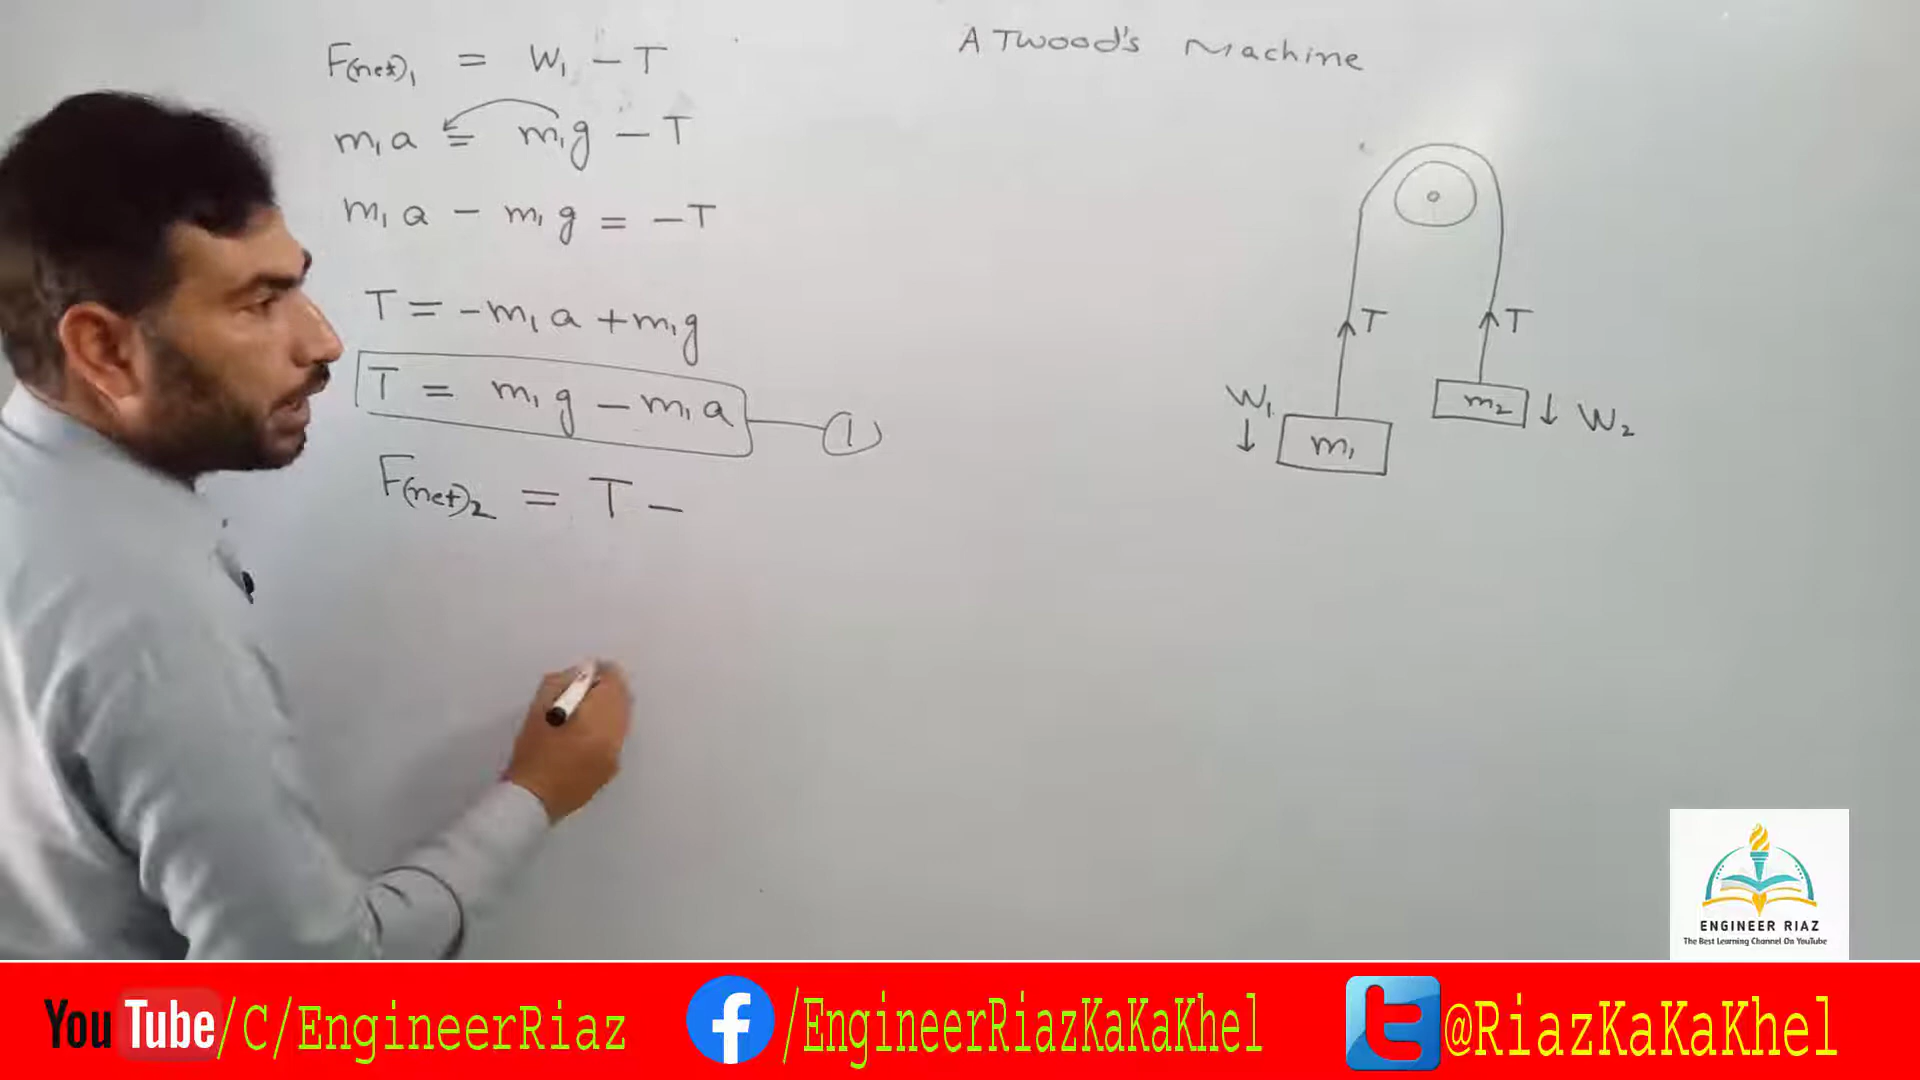 ATwood's Machine
F(net)₁ = W₁ - T
m₁a = m₁g - T
m₁a - m₁g = -T
T = -m₁a + m₁g
T = m₁g - m₁a
1
F(net)₂ = T -
T
T
W₁
m₁
m₂
W₂
ENGINEER RIAZ
The Best Learning Channel On YouTube
YouTube/C/EngineerRiaz
/EngineerRiazKaKaKhel
@RiazKaKaKhel